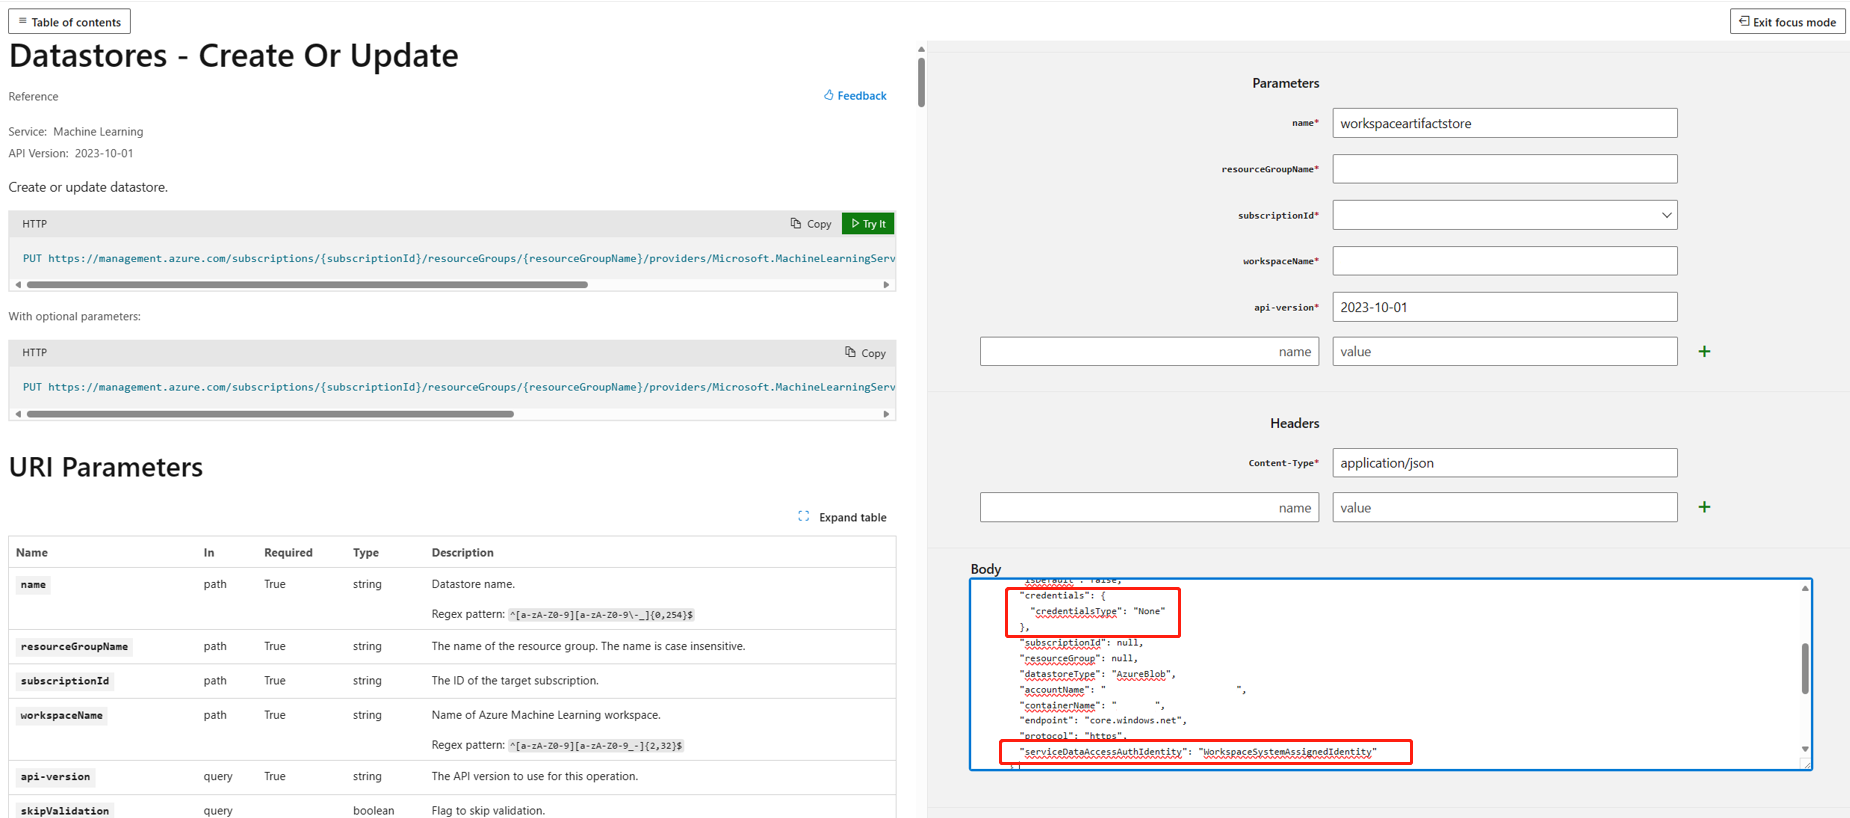 Table of contents
Exit focus mode
Datastores - Create Or Update
Reference
Feedback
Service: Machine Learning
API Version: 2023-10-01
Create or update datastore.
HTTP
Copy
Try It
PUT https://management.azure.com/subscriptions/{subscriptionId}/resourceGroups/{resourceGroupName}/providers/Microsoft.MachineLearningServ
With optional parameters:
HTTP
Copy
PUT https://management.azure.com/subscriptions/{subscriptionId}/resourceGroups/{resourceGroupName}/providers/Microsoft.MachineLearningServ
URI Parameters
Expand table
Name In Required Type Description
name path True string Datastore name.
Regex pattern: ^[a-zA-Z0-9][a-zA-Z0-9\-_]{0,254}$
resourceGroupName path True string The name of the resource group. The name is case insensitive.
subscriptionId path True string The ID of the target subscription.
workspaceName path True string Name of Azure Machine Learning workspace.
Regex pattern: ^[a-zA-Z0-9][a-zA-Z0-9_-]{2,32}$
api-version query True string The API version to use for this operation.
skipValidation query boolean Flag to skip validation.
Parameters
name* workspaceartifactstore
resourceGroupName*
subscriptionId*
workspaceName*
api-version* 2023-10-01
name value
Headers
Content-Type* application/json
name value
Body
"isDefault": false,
"credentials": {
"credentialsType": "None"
},
"subscriptionId": null,
"resourceGroup": null,
"datastoreType": "AzureBlob",
"accountName": " ",
"containerName": " ",
"endpoint": "core.windows.net",
"protocol": "https",
"serviceDataAccessAuthIdentity": "WorkspaceSystemAssignedIdentity"
}